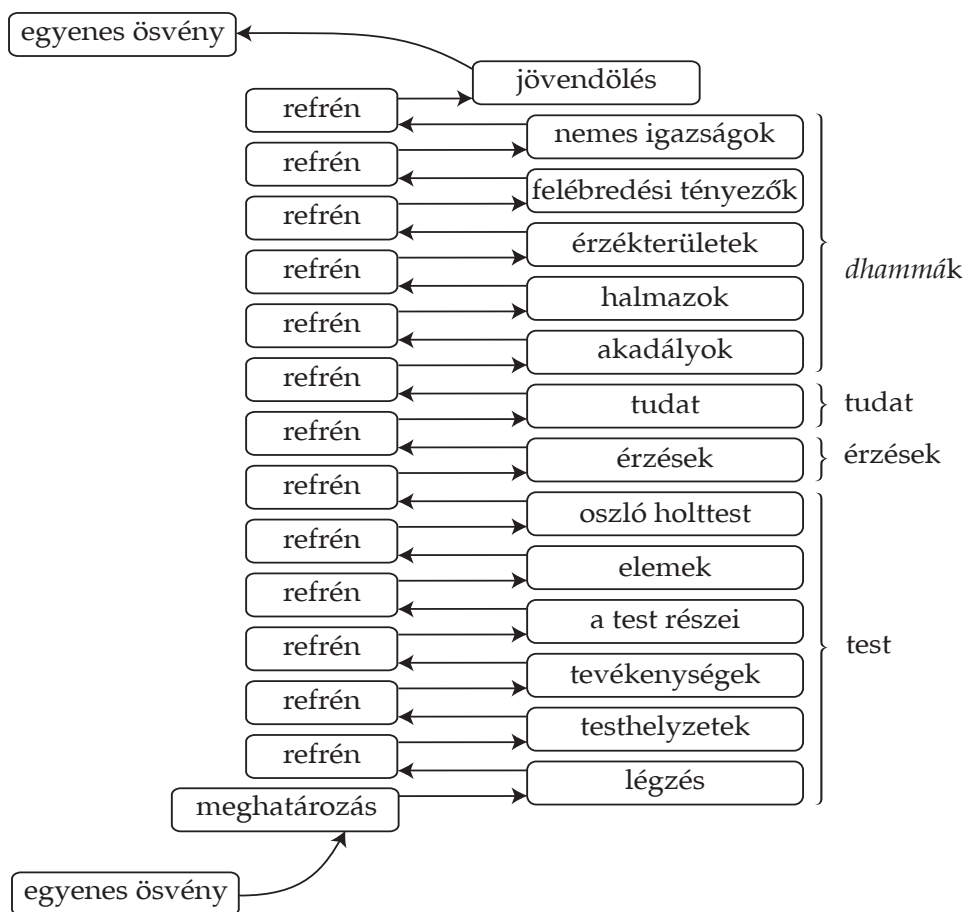 egyenes ösvény
jövendölés
refrén
nemes igazságok
refrén
felébredési tényezők
refrén
érzékterületek
refrén
halmazok
refrén
akadályok
dhammák
refrén
tudat
tudat
refrén
érzések
érzések
refrén
oszló holttest
refrén
elemek
refrén
a test részei
refrén
tevékenységek
refrén
testhelyzetek
refrén
légzés
test
meghatározás
egyenes ösvény